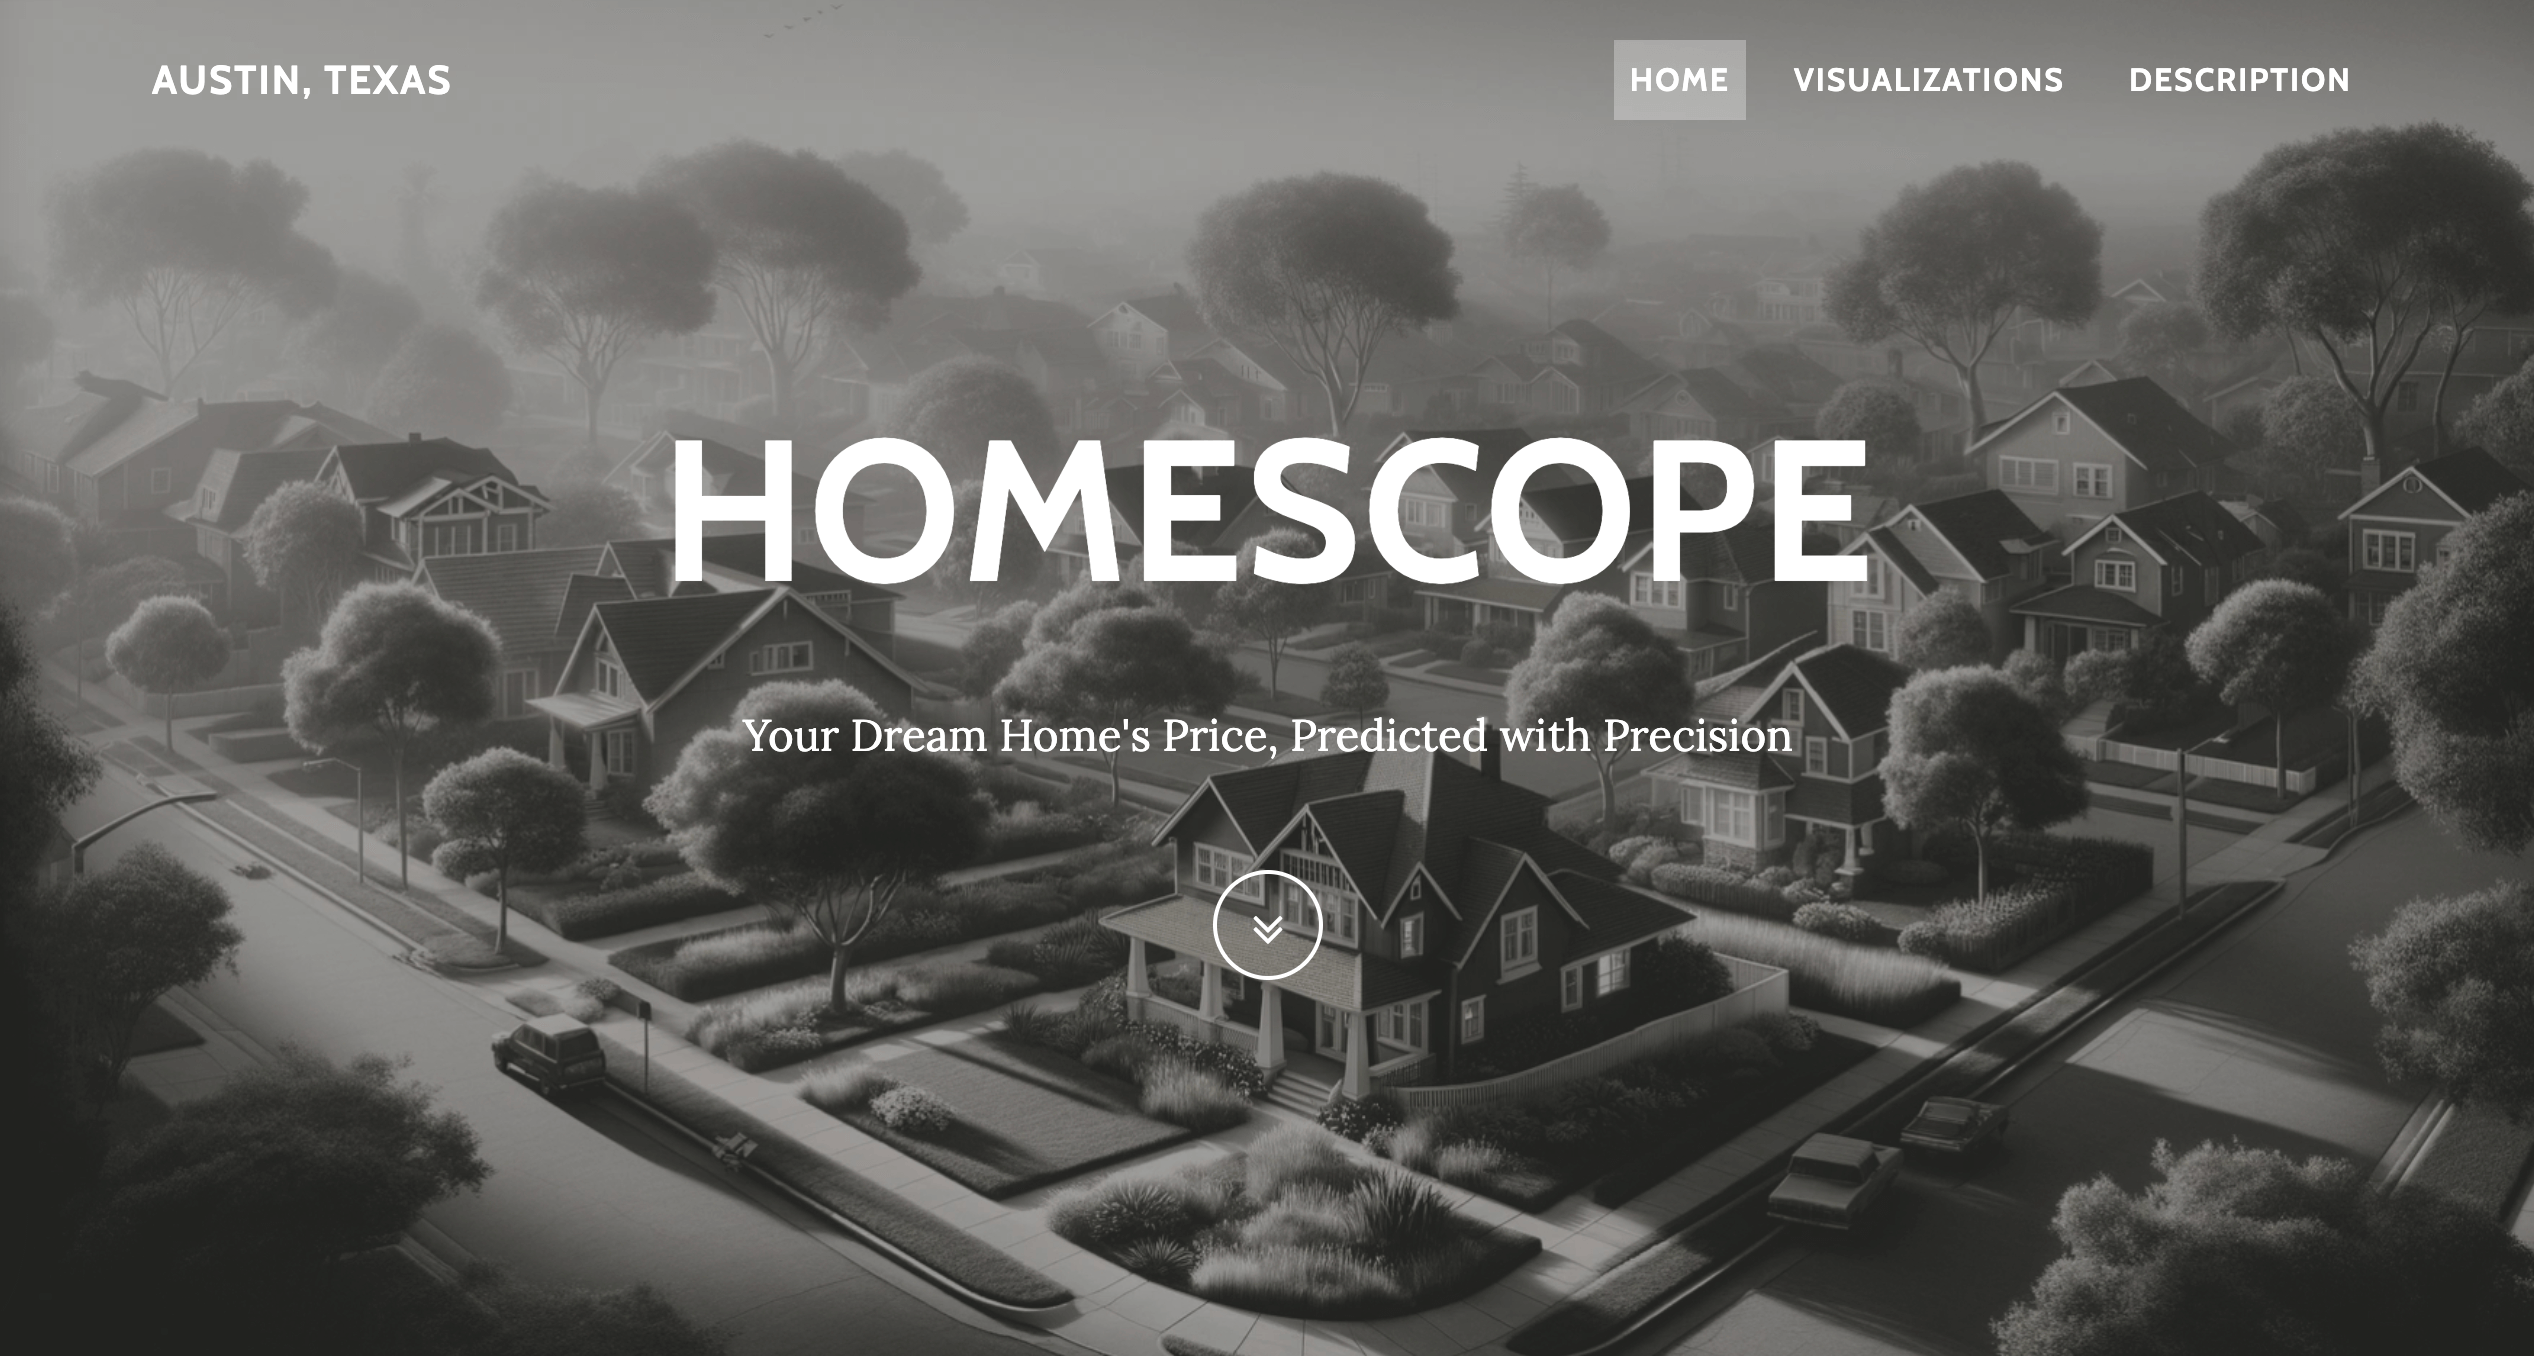 AUSTIN, TEXAS
HOME VISUALIZATIONS DESCRIPTION
HOMESCOPE
Your Dream Home's Price, Predicted with Precision